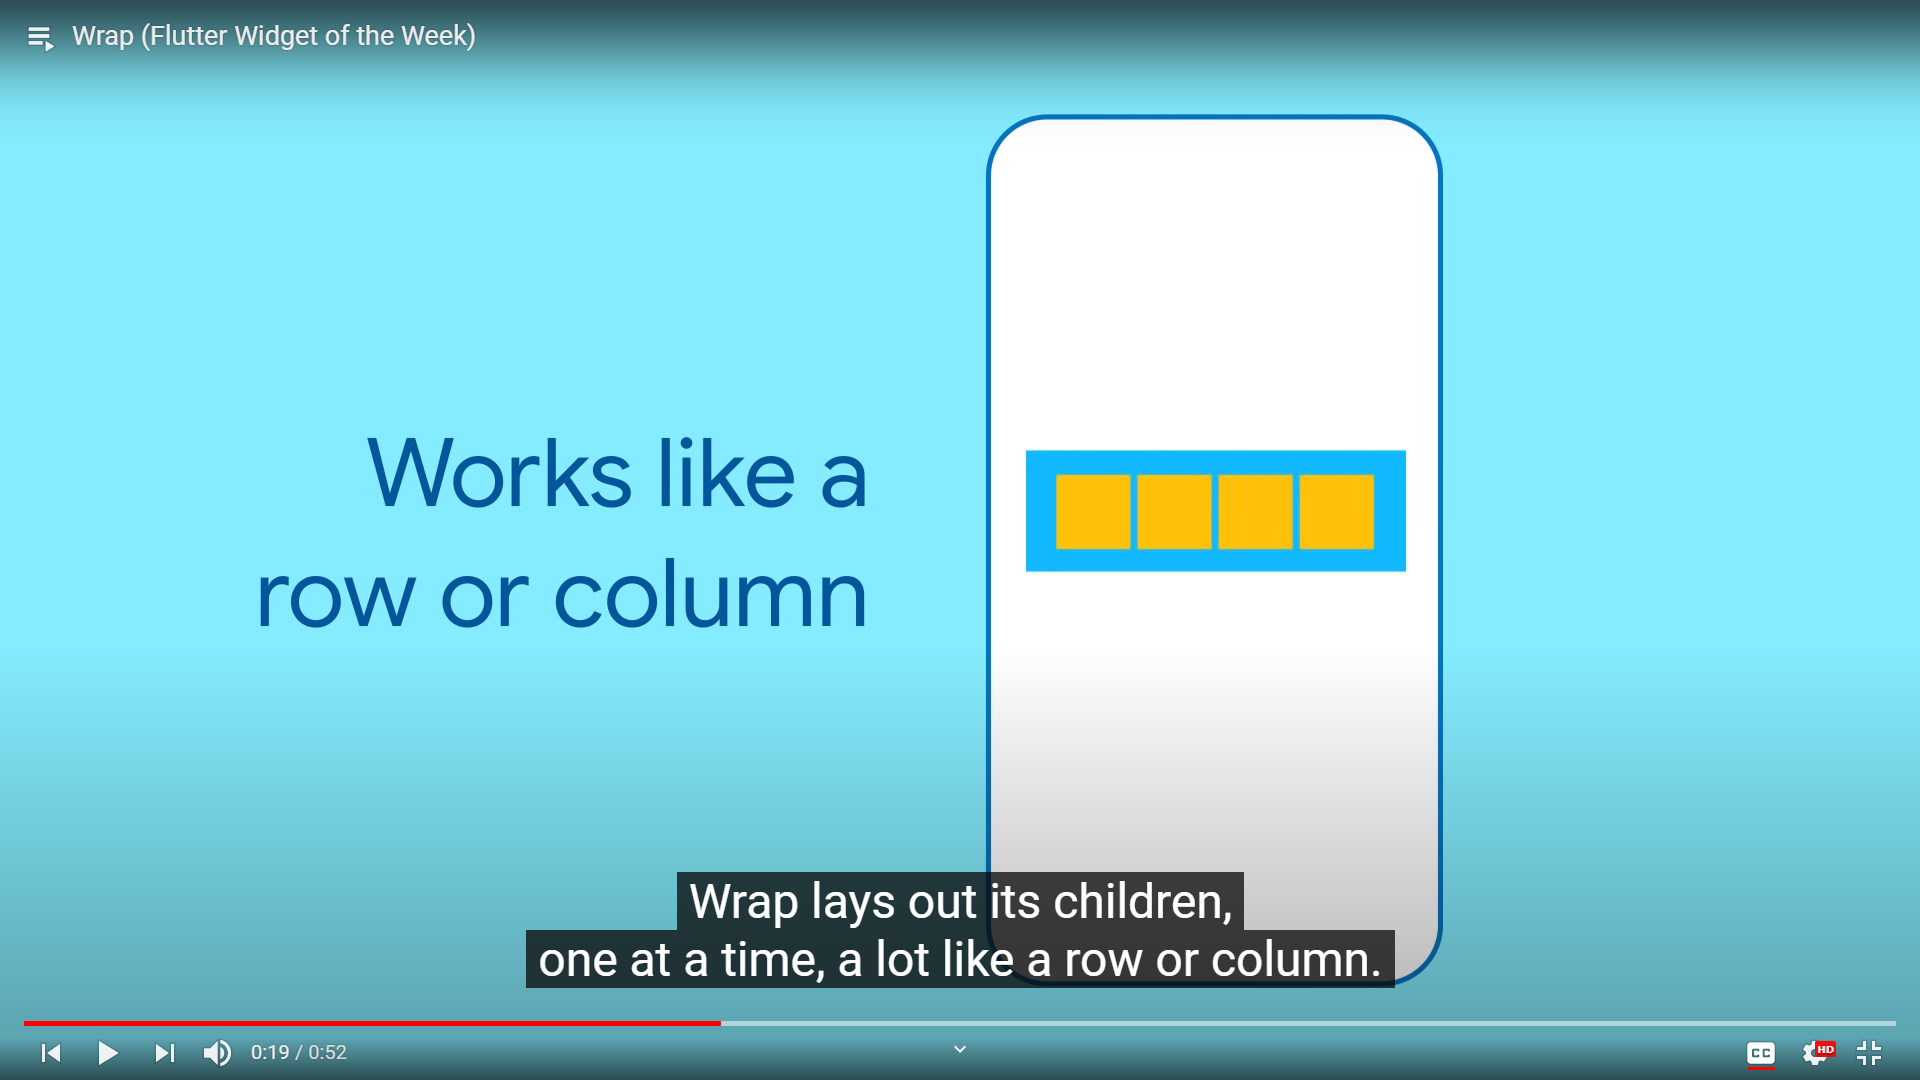 Wrap (Flutter Widget of the Week)
Works like a
row or column
Wrap lays out its children,
one at a time, a lot like a row or column.
0:19 / 0:52
CC
HD